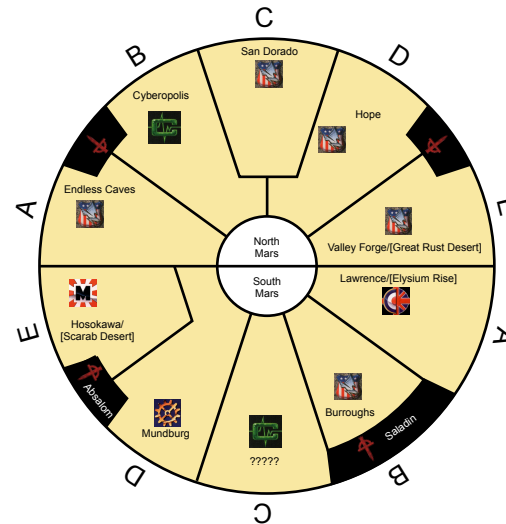 C
B
D
San Dorado
Cyberopolis
Hope
Endless Caves
A
Valley Forge/[Great Rust Desert]
North
Mars
South
Mars
Lawrence/[Elysium Rise]
M
E
A
Hosokawa/
[Scarab Desert]
Absalom
Burroughs
Saladin
Mundburg
?????
D
B
C